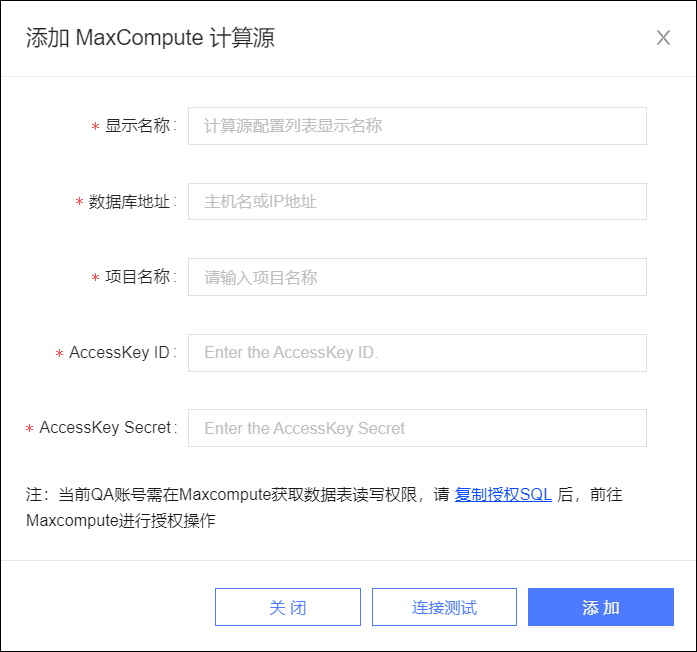 添加 MaxCompute 计算源
* 显示名称: 计算源配置列表显示名称
* 数据库地址: 主机名或IP地址
* 项目名称: 请输入项目名称
* AccessKey ID: Enter the AccessKey ID.
* AccessKey Secret: Enter the AccessKey Secret
注：当前QA账号需在Maxcompute获取数据表读写权限，请 复制授权SQL 后，前往
Maxcompute进行授权操作
关 闭 连接测试 添 加